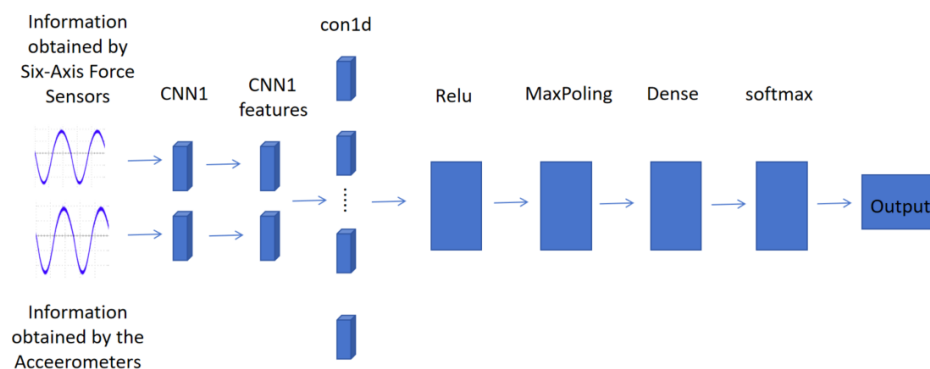 Information
obtained by
Six-Axis Force
Sensors
CNN1
CNN1
features
con1d
Relu
MaxPoling
Dense
softmax
Output
Information
obtained by the
Acceerometers